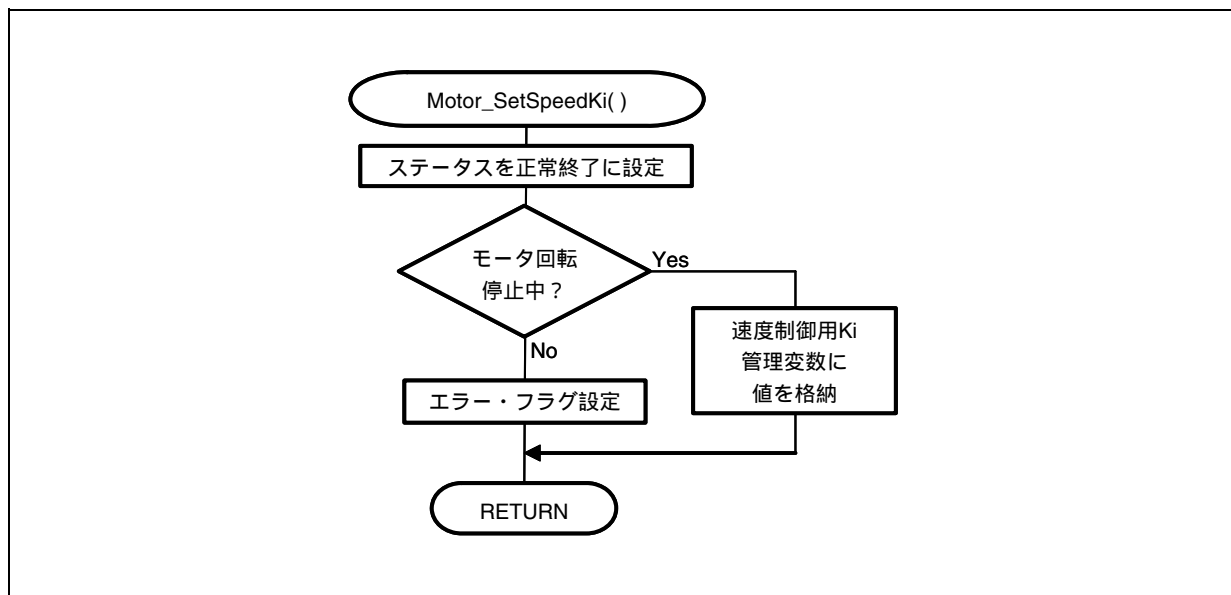 Motor_SetSpeedKi( )
ステータスを正常終了に設定
モータ回転
停止中？
Yes
速度制御用Ki
管理変数に
値を格納
No
エラー・フラグ設定
RETURN